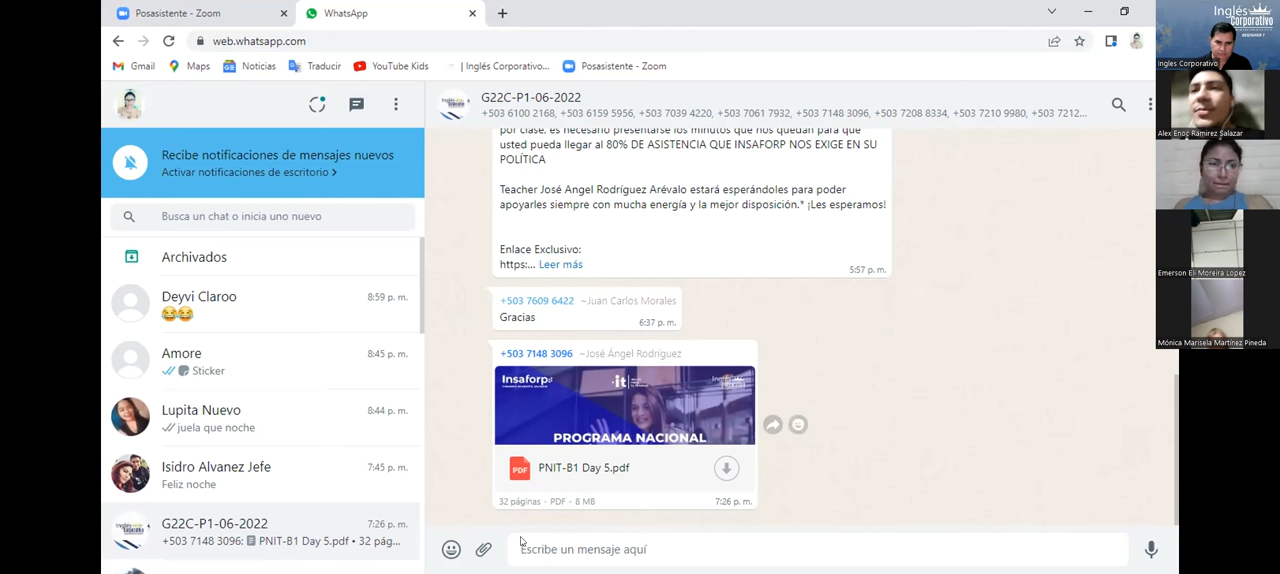 Posasistente - Zoom
WhatsApp
web.whatsapp.com
Gmail
Maps
Noticias
Traducir
YouTube Kids
| Inglés Corporativo...
Posasistente - Zoom
Recibe notificaciones de mensajes nuevos
Activar notificaciones de escritorio >
Busca un chat o inicia uno nuevo
Archivados
Deyvi Claroo
8:59 p. m.
😂😂
Amore
8:45 p. m.
Sticker
Lupita Nuevo
8:44 p. m.
juela que noche
Isidro Alvanez Jefe
7:45 p. m.
Feliz noche
G22C-P1-06-2022
7:26 p. m.
+503 7148 3096: PNIT-B1 Day 5.pdf • 32 pág...
G22C-P1-06-2022
+503 6100 2168, +503 6159 5956, +503 7039 4220, +503 7061 7932, +503 7148 3096, +503 7208 8334, +503 7210 9980, +503 7212...
por clase, es necesario presentarse los minutos que nos quedan para que
usted pueda llegar al 80% DE ASISTENCIA QUE INSAFORP NOS EXIGE EN SU
POLÍTICA
Teacher José Angel Rodríguez Arévalo estará esperándoles para poder
apoyarles siempre con mucha energía y la mejor disposición.* ¡Les esperamos!
Enlace Exclusivo:
https:... Leer más
5:57 p. m.
+503 7609 6422 ~Juan Carlos Morales
Gracias
6:37 p. m.
+503 7148 3096 ~José Ángel Rodríguez
Insaforp
it
PROGRAMA NACIONAL
PDF
PNIT-B1 Day 5.pdf
32 páginas · PDF · 8 MB
7:26 p. m.
Escribe un mensaje aquí
Inglés
Corporativo
Ingles Corporativo
Alex Enoc Ramirez Salazar
Emerson Eli Moreira Lopez
Mónica Marisela Martínez Pineda